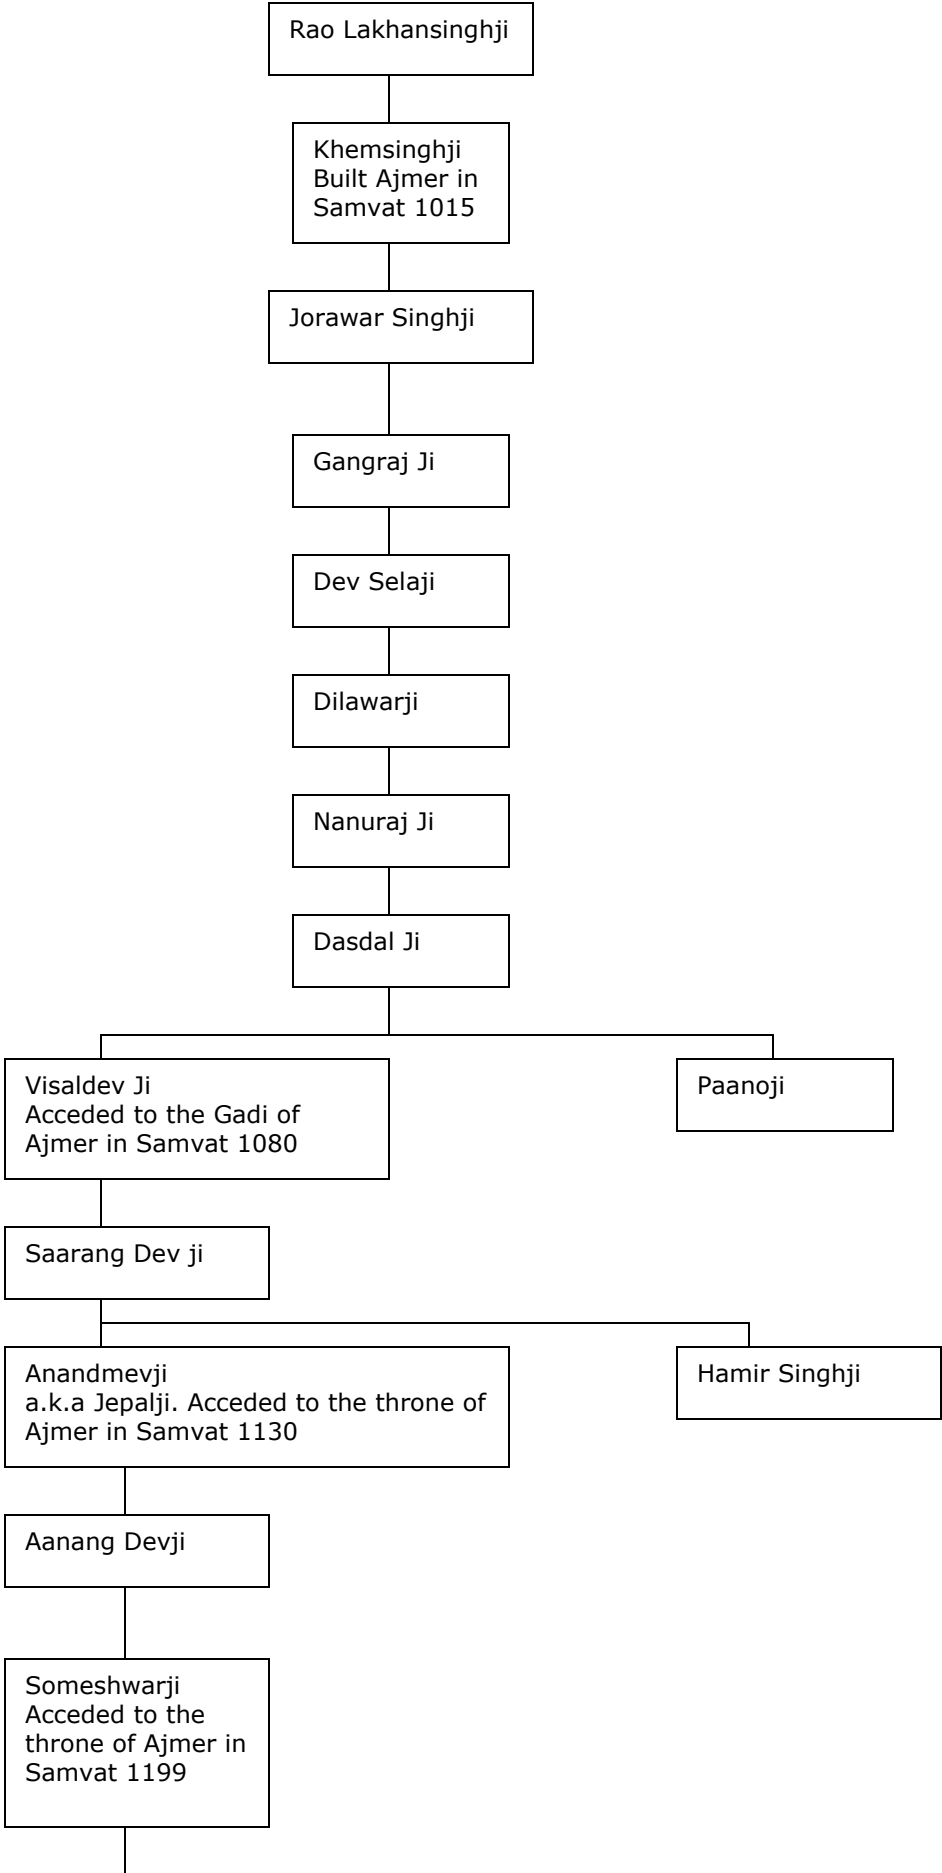 Rao Lakhansinghji
Khemsinghji
Built Ajmer in
Samvat 1015
Jorawar Singhji
Gangraj Ji
Dev Selaji
Dilawarji
Nanuraj Ji
Dasdal Ji
Visaldev Ji
Acceded to the Gadi of
Ajmer in Samvat 1080
Paanoji
Saarang Dev ji
Anandmevji
a.k.a Jepalji. Acceded to the throne of
Ajmer in Samvat 1130
Hamir Singhji
Aanang Devji
Someshwarji
Acceded to the
throne of Ajmer in
Samvat 1199